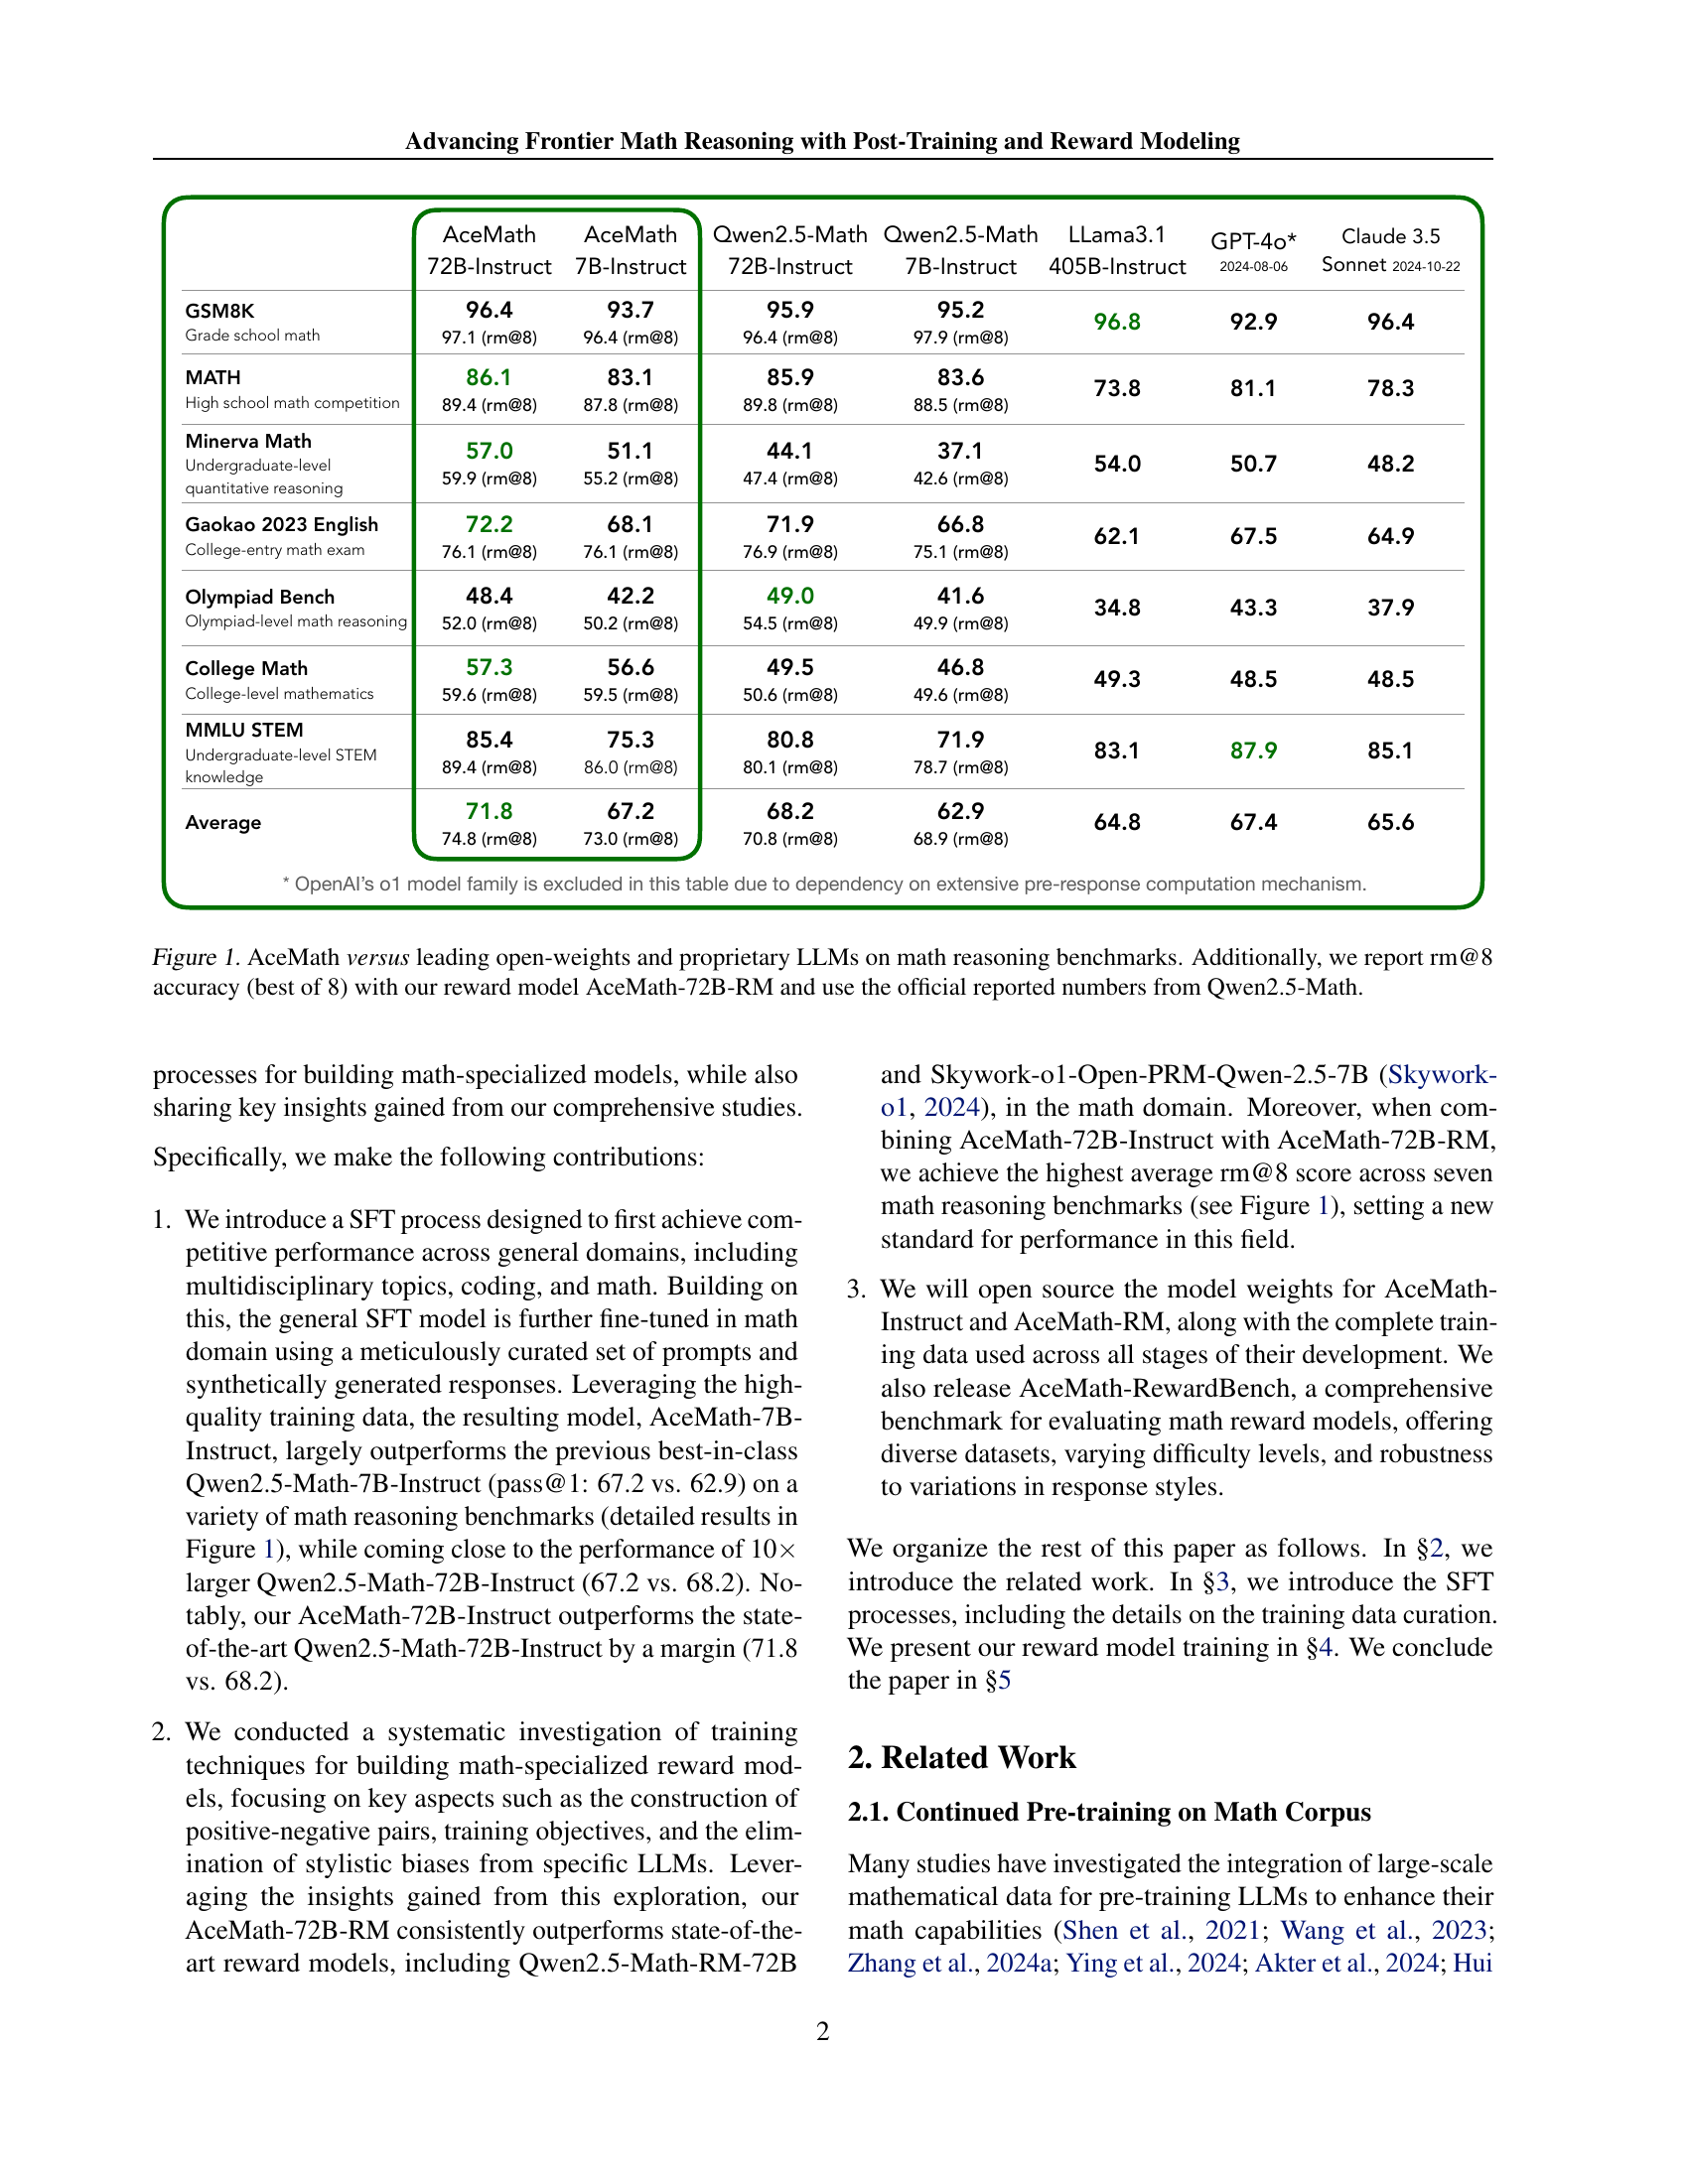 Advancing Frontier Math Reasoning with Post-Training and Reward Modeling
AceMath 72B-Instruct AceMath 7B-Instruct Qwen2.5-Math 72B-Instruct Qwen2.5-Math 7B-Instruct LLama3.1 405B-Instruct GPT-4o* 2024-08-06 Claude 3.5 Sonnet 2024-10-22
GSM8K 96.4 93.7 95.9 95.2 96.8 92.9 96.4
Grade school math 97.1 (rm@8) 96.4 (rm@8) 96.4 (rm@8) 97.9 (rm@8)
MATH 86.1 83.1 85.9 83.6 73.8 81.1 78.3
High school math competition 89.4 (rm@8) 87.8 (rm@8) 89.8 (rm@8) 88.5 (rm@8)
Minerva Math 57.0 51.1 44.1 37.1 54.0 50.7 48.2
Undergraduate-level
quantitative reasoning 59.9 (rm@8) 55.2 (rm@8) 47.4 (rm@8) 42.6 (rm@8)
Gaokao 2023 English 72.2 68.1 71.9 66.8 62.1 67.5 64.9
College-entry math exam 76.1 (rm@8) 76.1 (rm@8) 76.9 (rm@8) 75.1 (rm@8)
Olympiad Bench 48.4 42.2 49.0 41.6 34.8 43.3 37.9
Olympiad-level math reasoning 52.0 (rm@8) 50.2 (rm@8) 54.5 (rm@8) 49.9 (rm@8)
College Math 57.3 56.6 49.5 46.8 49.3 48.5 48.5
College-level mathematics 59.6 (rm@8) 59.5 (rm@8) 50.6 (rm@8) 49.6 (rm@8)
MMLU STEM 85.4 75.3 80.8 71.9 83.1 87.9 85.1
Undergraduate-level STEM
knowledge 89.4 (rm@8) 86.0 (rm@8) 80.1 (rm@8) 78.7 (rm@8)
Average 71.8 67.2 68.2 62.9 64.8 67.4 65.6
74.8 (rm@8) 73.0 (rm@8) 70.8 (rm@8) 68.9 (rm@8)
* OpenAI's o1 model family is excluded in this table due to dependency on extensive pre-response computation mechanism.
Figure 1. AceMath versus leading open-weights and proprietary LLMs on math reasoning benchmarks. Additionally, we report rm@8
accuracy (best of 8) with our reward model AceMath-72B-RM and use the official reported numbers from Qwen2.5-Math.
processes for building math-specialized models, while also
sharing key insights gained from our comprehensive studies.
Specifically, we make the following contributions:
1. We introduce a SFT process designed to first achieve com-
petitive performance across general domains, including
multidisciplinary topics, coding, and math. Building on
this, the general SFT model is further fine-tuned in math
domain using a meticulously curated set of prompts and
synthetically generated responses. Leveraging the high-
quality training data, the resulting model, AceMath-7B-
Instruct, largely outperforms the previous best-in-class
Qwen2.5-Math-7B-Instruct (pass@1: 67.2 vs. 62.9) on a
variety of math reasoning benchmarks (detailed results in
Figure 1), while coming close to the performance of 10×
larger Qwen2.5-Math-72B-Instruct (67.2 vs. 68.2). No-
tably, our AceMath-72B-Instruct outperforms the state-
of-the-art Qwen2.5-Math-72B-Instruct by a margin (71.8
vs. 68.2).
2. We conducted a systematic investigation of training
techniques for building math-specialized reward mod-
els, focusing on key aspects such as the construction of
positive-negative pairs, training objectives, and the elim-
ination of stylistic biases from specific LLMs. Lever-
aging the insights gained from this exploration, our
AceMath-72B-RM consistently outperforms state-of-the-
art reward models, including Qwen2.5-Math-RM-72B
and Skywork-o1-Open-PRM-Qwen-2.5-7B (Skywork-
o1, 2024), in the math domain. Moreover, when com-
bining AceMath-72B-Instruct with AceMath-72B-RM,
we achieve the highest average rm@8 score across seven
math reasoning benchmarks (see Figure 1), setting a new
standard for performance in this field.
3. We will open source the model weights for AceMath-
Instruct and AceMath-RM, along with the complete train-
ing data used across all stages of their development. We
also release AceMath-RewardBench, a comprehensive
benchmark for evaluating math reward models, offering
diverse datasets, varying difficulty levels, and robustness
to variations in response styles.
We organize the rest of this paper as follows. In §2, we
introduce the related work. In §3, we introduce the SFT
processes, including the details on the training data curation.
We present our reward model training in §4. We conclude
the paper in §5
2. Related Work
2.1. Continued Pre-training on Math Corpus
Many studies have investigated the integration of large-scale
mathematical data for pre-training LLMs to enhance their
math capabilities (Shen et al., 2021; Wang et al., 2023;
Zhang et al., 2024a; Ying et al., 2024; Akter et al., 2024; Hui
2